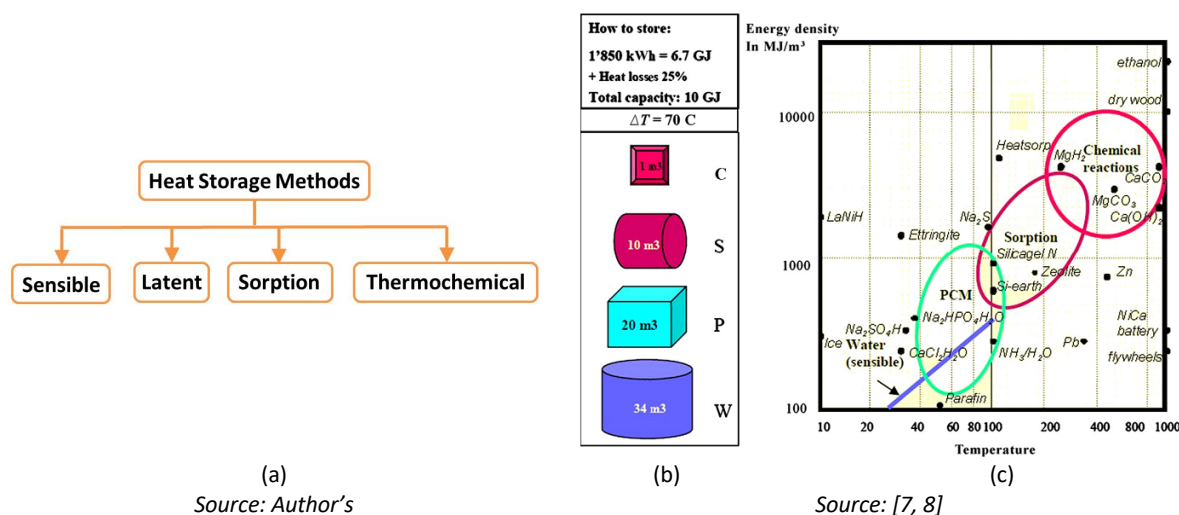 Heat Storage Methods
Sensible
Latent
Sorption
Thermochemical
(a)
Source: Author’s
How to store:
1’850 kWh = 6.7 GJ
+ Heat losses 25%
Total capacity: 10 GJ
ΔT = 70 C
1 m3
C
10 m3
S
20 m3
P
34 m3
W
(b)
Energy density
In MJ/m³
ethanol
dry wood
10000
Heatsorp
MgH₂
Chemical
reactions
CaCO
MgCO₃
LaNiH
Na₂S
Ca(OH)₂
Ettringite
Sorption
Silicagel N
1000
Zeolite
Zn
Si-earth
PCM
Na₂HPO₄H₂O
NiCa
battery
Na₂SO₄H
Ice
Water
(sensible)
CaCl₂H₂O
NH₃/H₂O
Pb
flywheels
Parafin
100
10
20
40
60
80
100
200
400
800
1000
Temperature
(c)
Source: [7, 8]